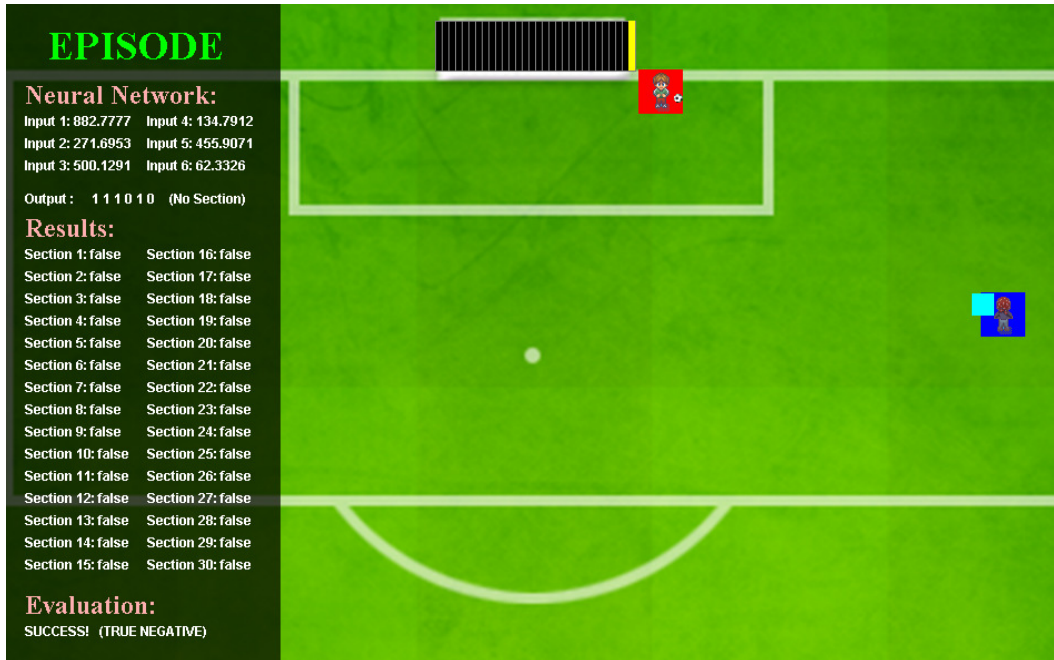 EPISODE
Neural Network:
Input 1: 882.7777 Input 4: 134.7912
Input 2: 271.6953 Input 5: 455.9071
Input 3: 500.1291 Input 6: 62.3326
Output : 1 1 1 0 1 0 (No Section)
Results:
Section 1: false Section 16: false
Section 2: false Section 17: false
Section 3: false Section 18: false
Section 4: false Section 19: false
Section 5: false Section 20: false
Section 6: false Section 21: false
Section 7: false Section 22: false
Section 8: false Section 23: false
Section 9: false Section 24: false
Section 10: false Section 25: false
Section 11: false Section 26: false
Section 12: false Section 27: false
Section 13: false Section 28: false
Section 14: false Section 29: false
Section 15: false Section 30: false
Evaluation:
SUCCESS! (TRUE NEGATIVE)